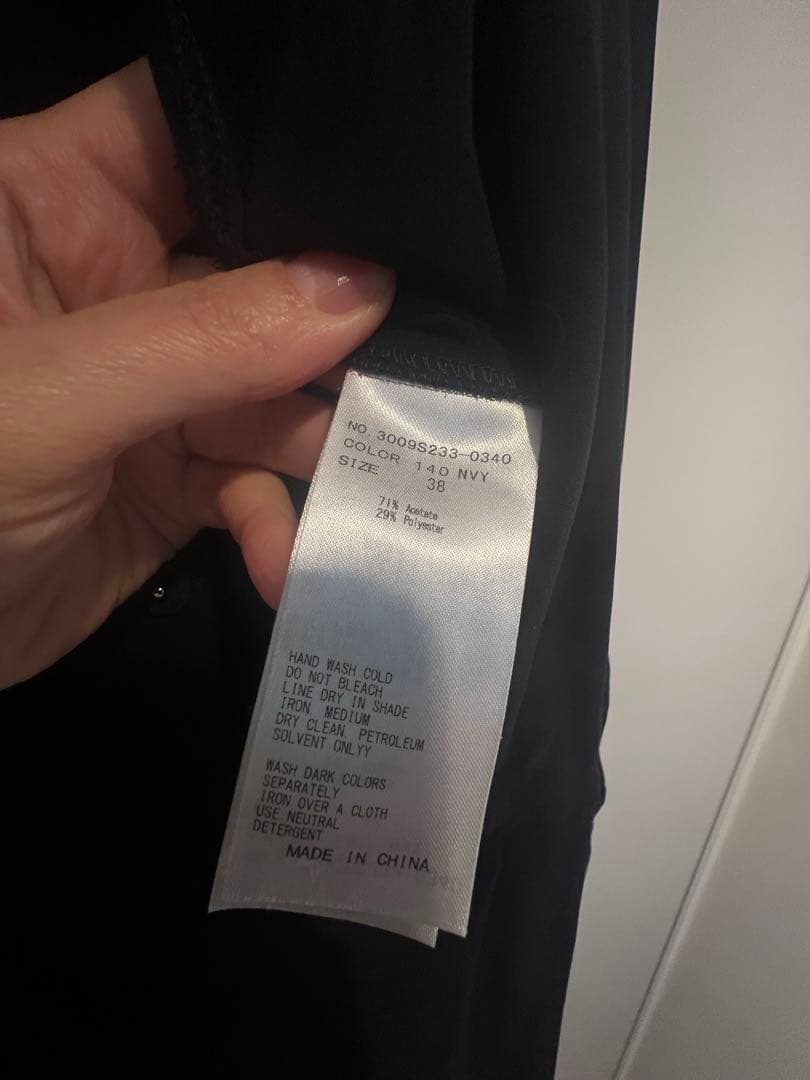 NO. 3009S233-0340
COLOR 140 NVY
SIZE 38
71% Acetate
29% Polyester
HAND WASH COLD
DO NOT BLEACH
LINE DRY IN SHADE
IRON, MEDIUM
DRY CLEAN, PETROLEUM
SOLVENT ONLYY
WASH DARK COLORS
SEPARATELY
IRON OVER A CLOTH
USE NEUTRAL
DETERGENT
MADE IN CHINA